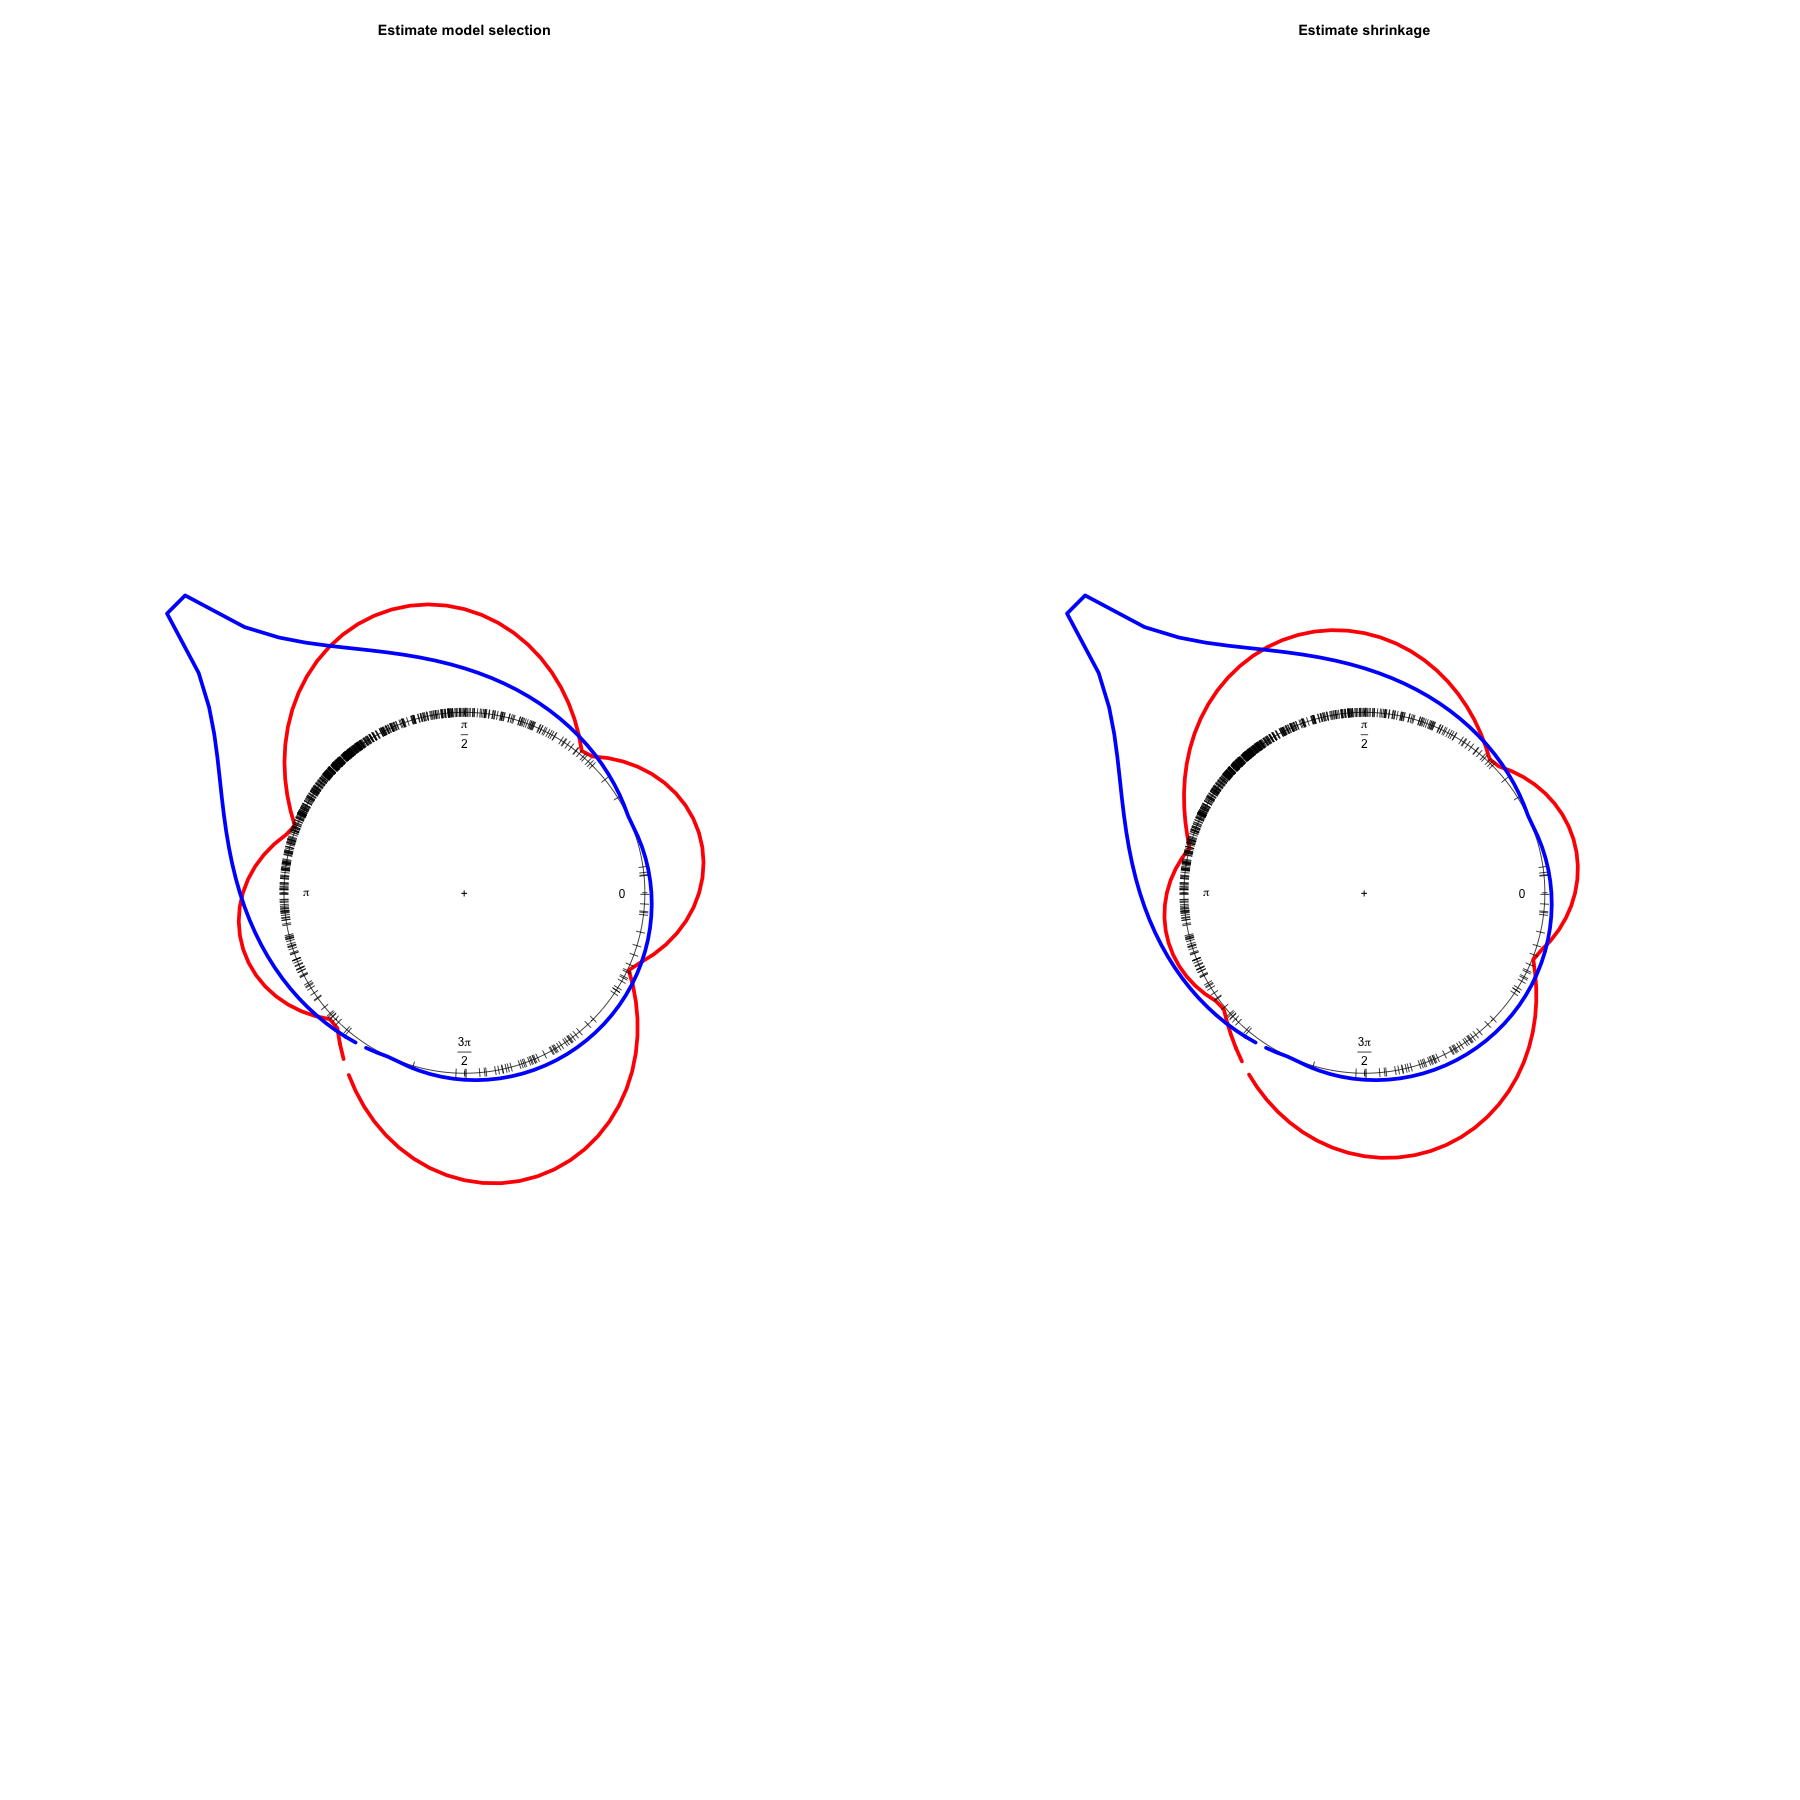 Estimate model selection
π
2
π
+
0
3π
2
Estimate shrinkage
π
2
π
+
0
3π
2